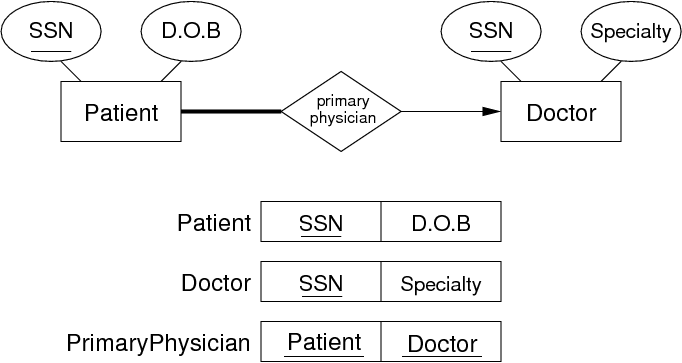 SSN
D.O.B
SSN
Specialty
Patient
primary
physician
Doctor
Patient SSN D.O.B
Doctor SSN Specialty
PrimaryPhysician Patient Doctor